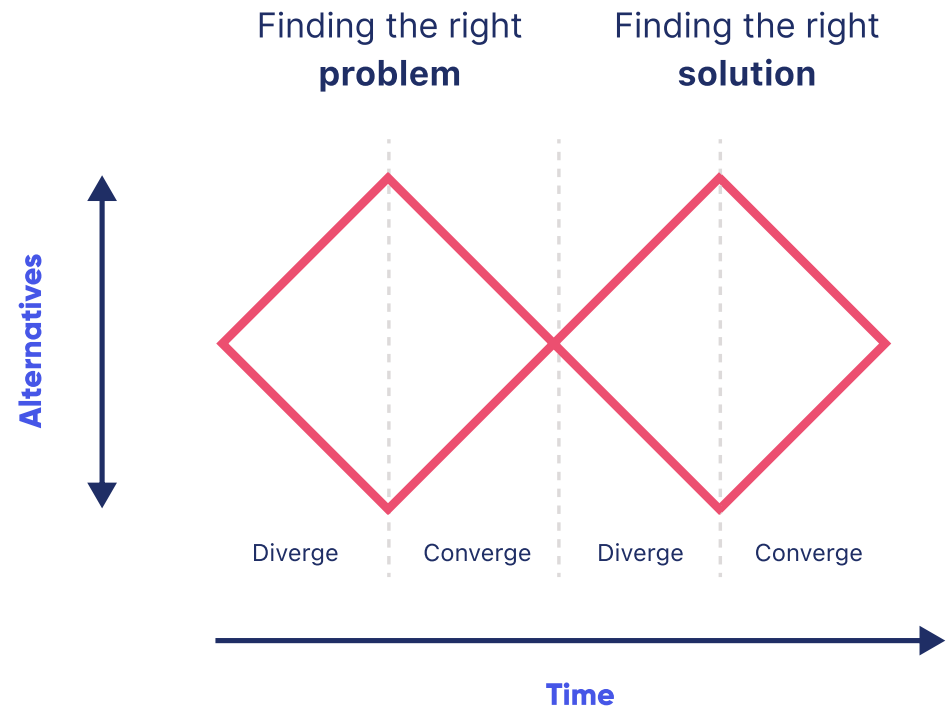 Finding the right
problem
Finding the right
solution
Alternatives
Diverge
Converge
Diverge
Converge
Time